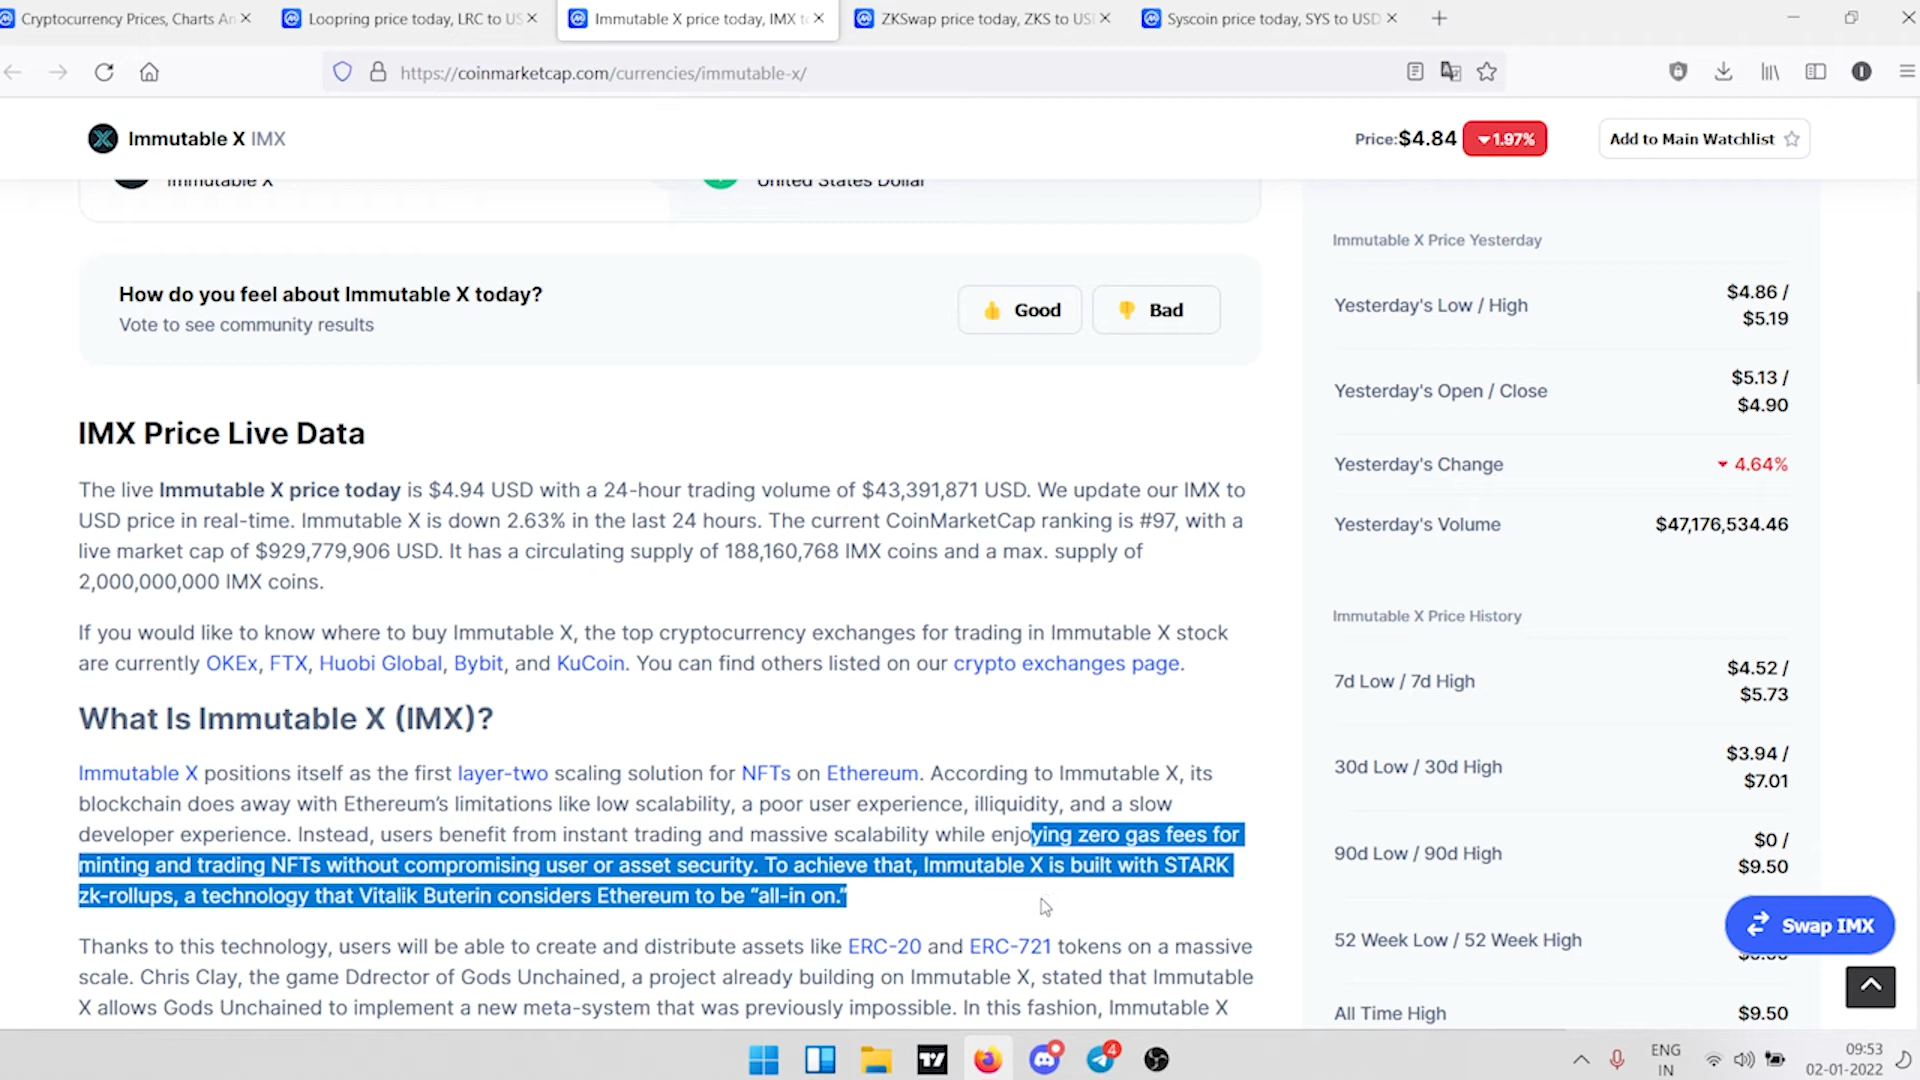 Cryptocurrency Prices, Charts An
Loopring price today, LRC to US
Immutable X price today, IMX to
ZKSwap price today, ZKS to USD
Syscoin price today, SYS to USD
https://coinmarketcap.com/currencies/immutable-x/
Immutable X IMX
Price:$4.84
1.97%
Add to Main Watchlist
Immutable X
United States Dollar
How do you feel about Immutable X today?
Vote to see community results
Good
Bad
IMX Price Live Data
The live Immutable X price today is $4.94 USD with a 24-hour trading volume of $43,391,871 USD. We update our IMX to
USD price in real-time. Immutable X is down 2.63% in the last 24 hours. The current CoinMarketCap ranking is #97, with a
live market cap of $929,779,906 USD. It has a circulating supply of 188,160,768 IMX coins and a max. supply of
2,000,000,000 IMX coins.
If you would like to know where to buy Immutable X, the top cryptocurrency exchanges for trading in Immutable X stock
are currently OKEx, FTX, Huobi Global, Bybit, and KuCoin. You can find others listed on our crypto exchanges page.
What Is Immutable X (IMX)?
Immutable X positions itself as the first layer-two scaling solution for NFTs on Ethereum. According to Immutable X, its
blockchain does away with Ethereum’s limitations like low scalability, a poor user experience, illiquidity, and a slow
developer experience. Instead, users benefit from instant trading and massive scalability while enjoying zero gas fees for
minting and trading NFTs without compromising user or asset security. To achieve that, Immutable X is built with STARK
zk-rollups, a technology that Vitalik Buterin considers Ethereum to be “all-in on.”
Thanks to this technology, users will be able to create and distribute assets like ERC-20 and ERC-721 tokens on a massive
scale. Chris Clay, the game Ddrector of Gods Unchained, a project already building on Immutable X, stated that Immutable
X allows Gods Unchained to implement a new meta-system that was previously impossible. In this fashion, Immutable X
Immutable X Price Yesterday
Yesterday's Low / High
$4.86 /
$5.19
Yesterday's Open / Close
$5.13 /
$4.90
Yesterday's Change
4.64%
Yesterday's Volume
$47,176,534.46
Immutable X Price History
7d Low / 7d High
$4.52 /
$5.73
30d Low / 30d High
$3.94 /
$7.01
90d Low / 90d High
$0 /
$9.50
52 Week Low / 52 Week High
Swap IMX
All Time High
$9.50
4
ENG
IN
09:53
02-01-2022